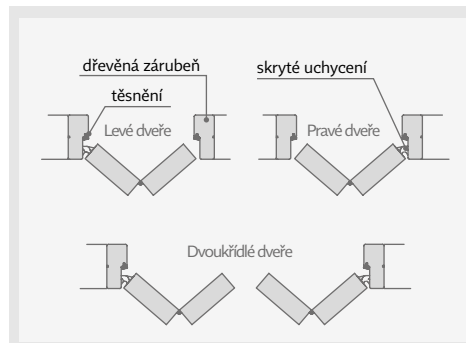 dřevěná zárubeň
skryté uchycení
těsnění
Levé dveře
Pravé dveře
Dvoukřídlé dveře